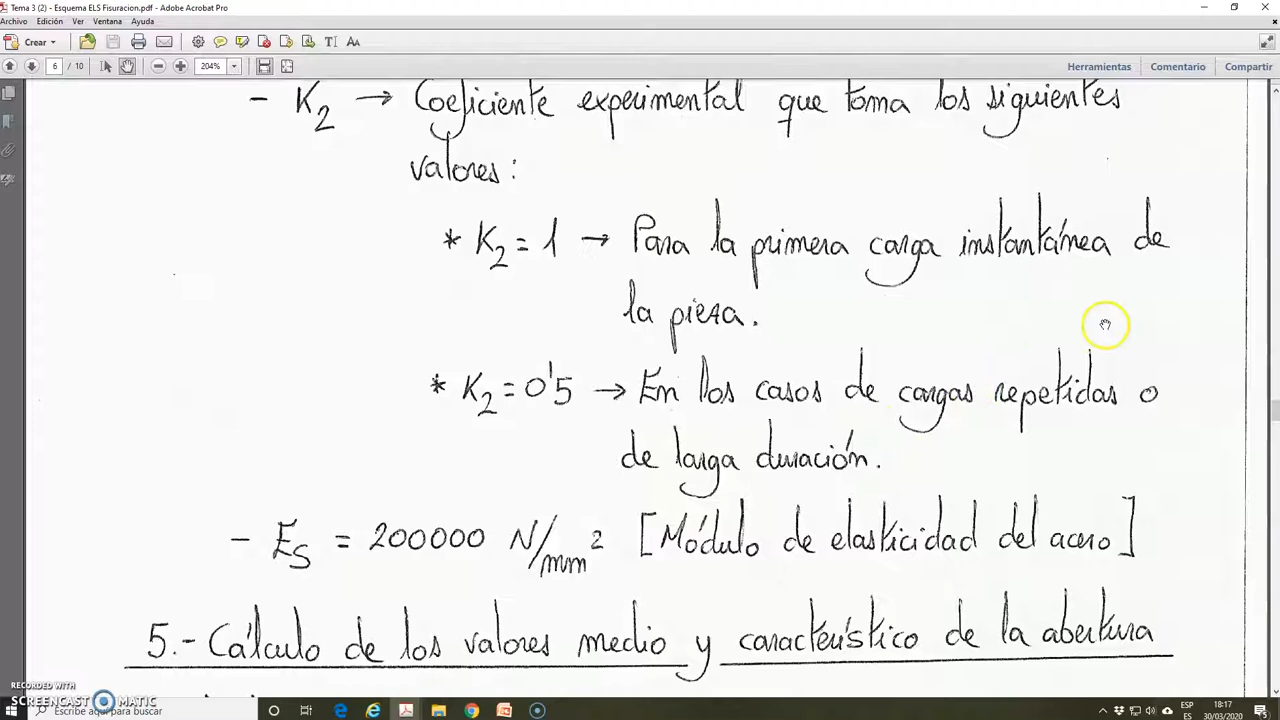 Tema 3 (2) - Esquema ELS Fisuracion.pdf - Adobe Acrobat Pro
Archivo Edición Ver Ventana Ayuda
Crear
6 / 10 204% Herramientas Comentario Compartir
- K2 → Coeficiente experimental que toma los siguientes
valores:
* K2 = 1 → Para la primera carga instantánea de
la pieza.
* K2 = 0'5 → En los casos de cargas repetidas o
de larga duración.
- Es = 200000 N/mm² [Módulo de elasticidad del acero]
5.- Cálculo de los valores medio y característico de la abertura
RECORDED WITH
SCREENCAST MATIC
Escribe aquí para buscar
ESP 18:17
ES 30/03/2020